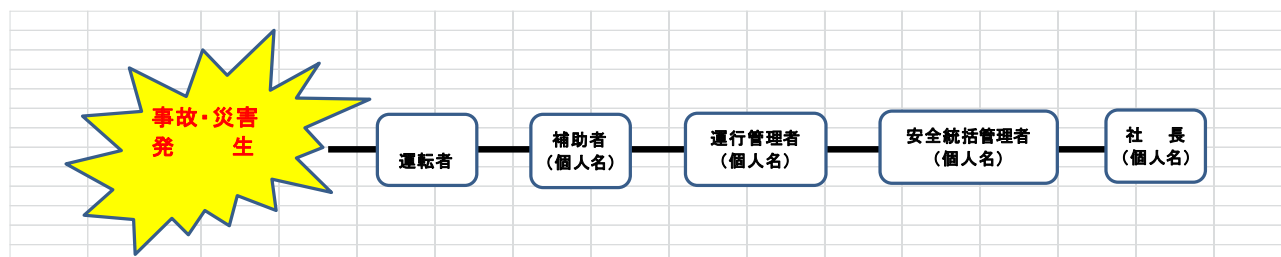 事故・災害
発　　生
運転者
補助者
（個人名）
運行管理者
（個人名）
安全統括管理者
（個人名）
社　長
（個人名）